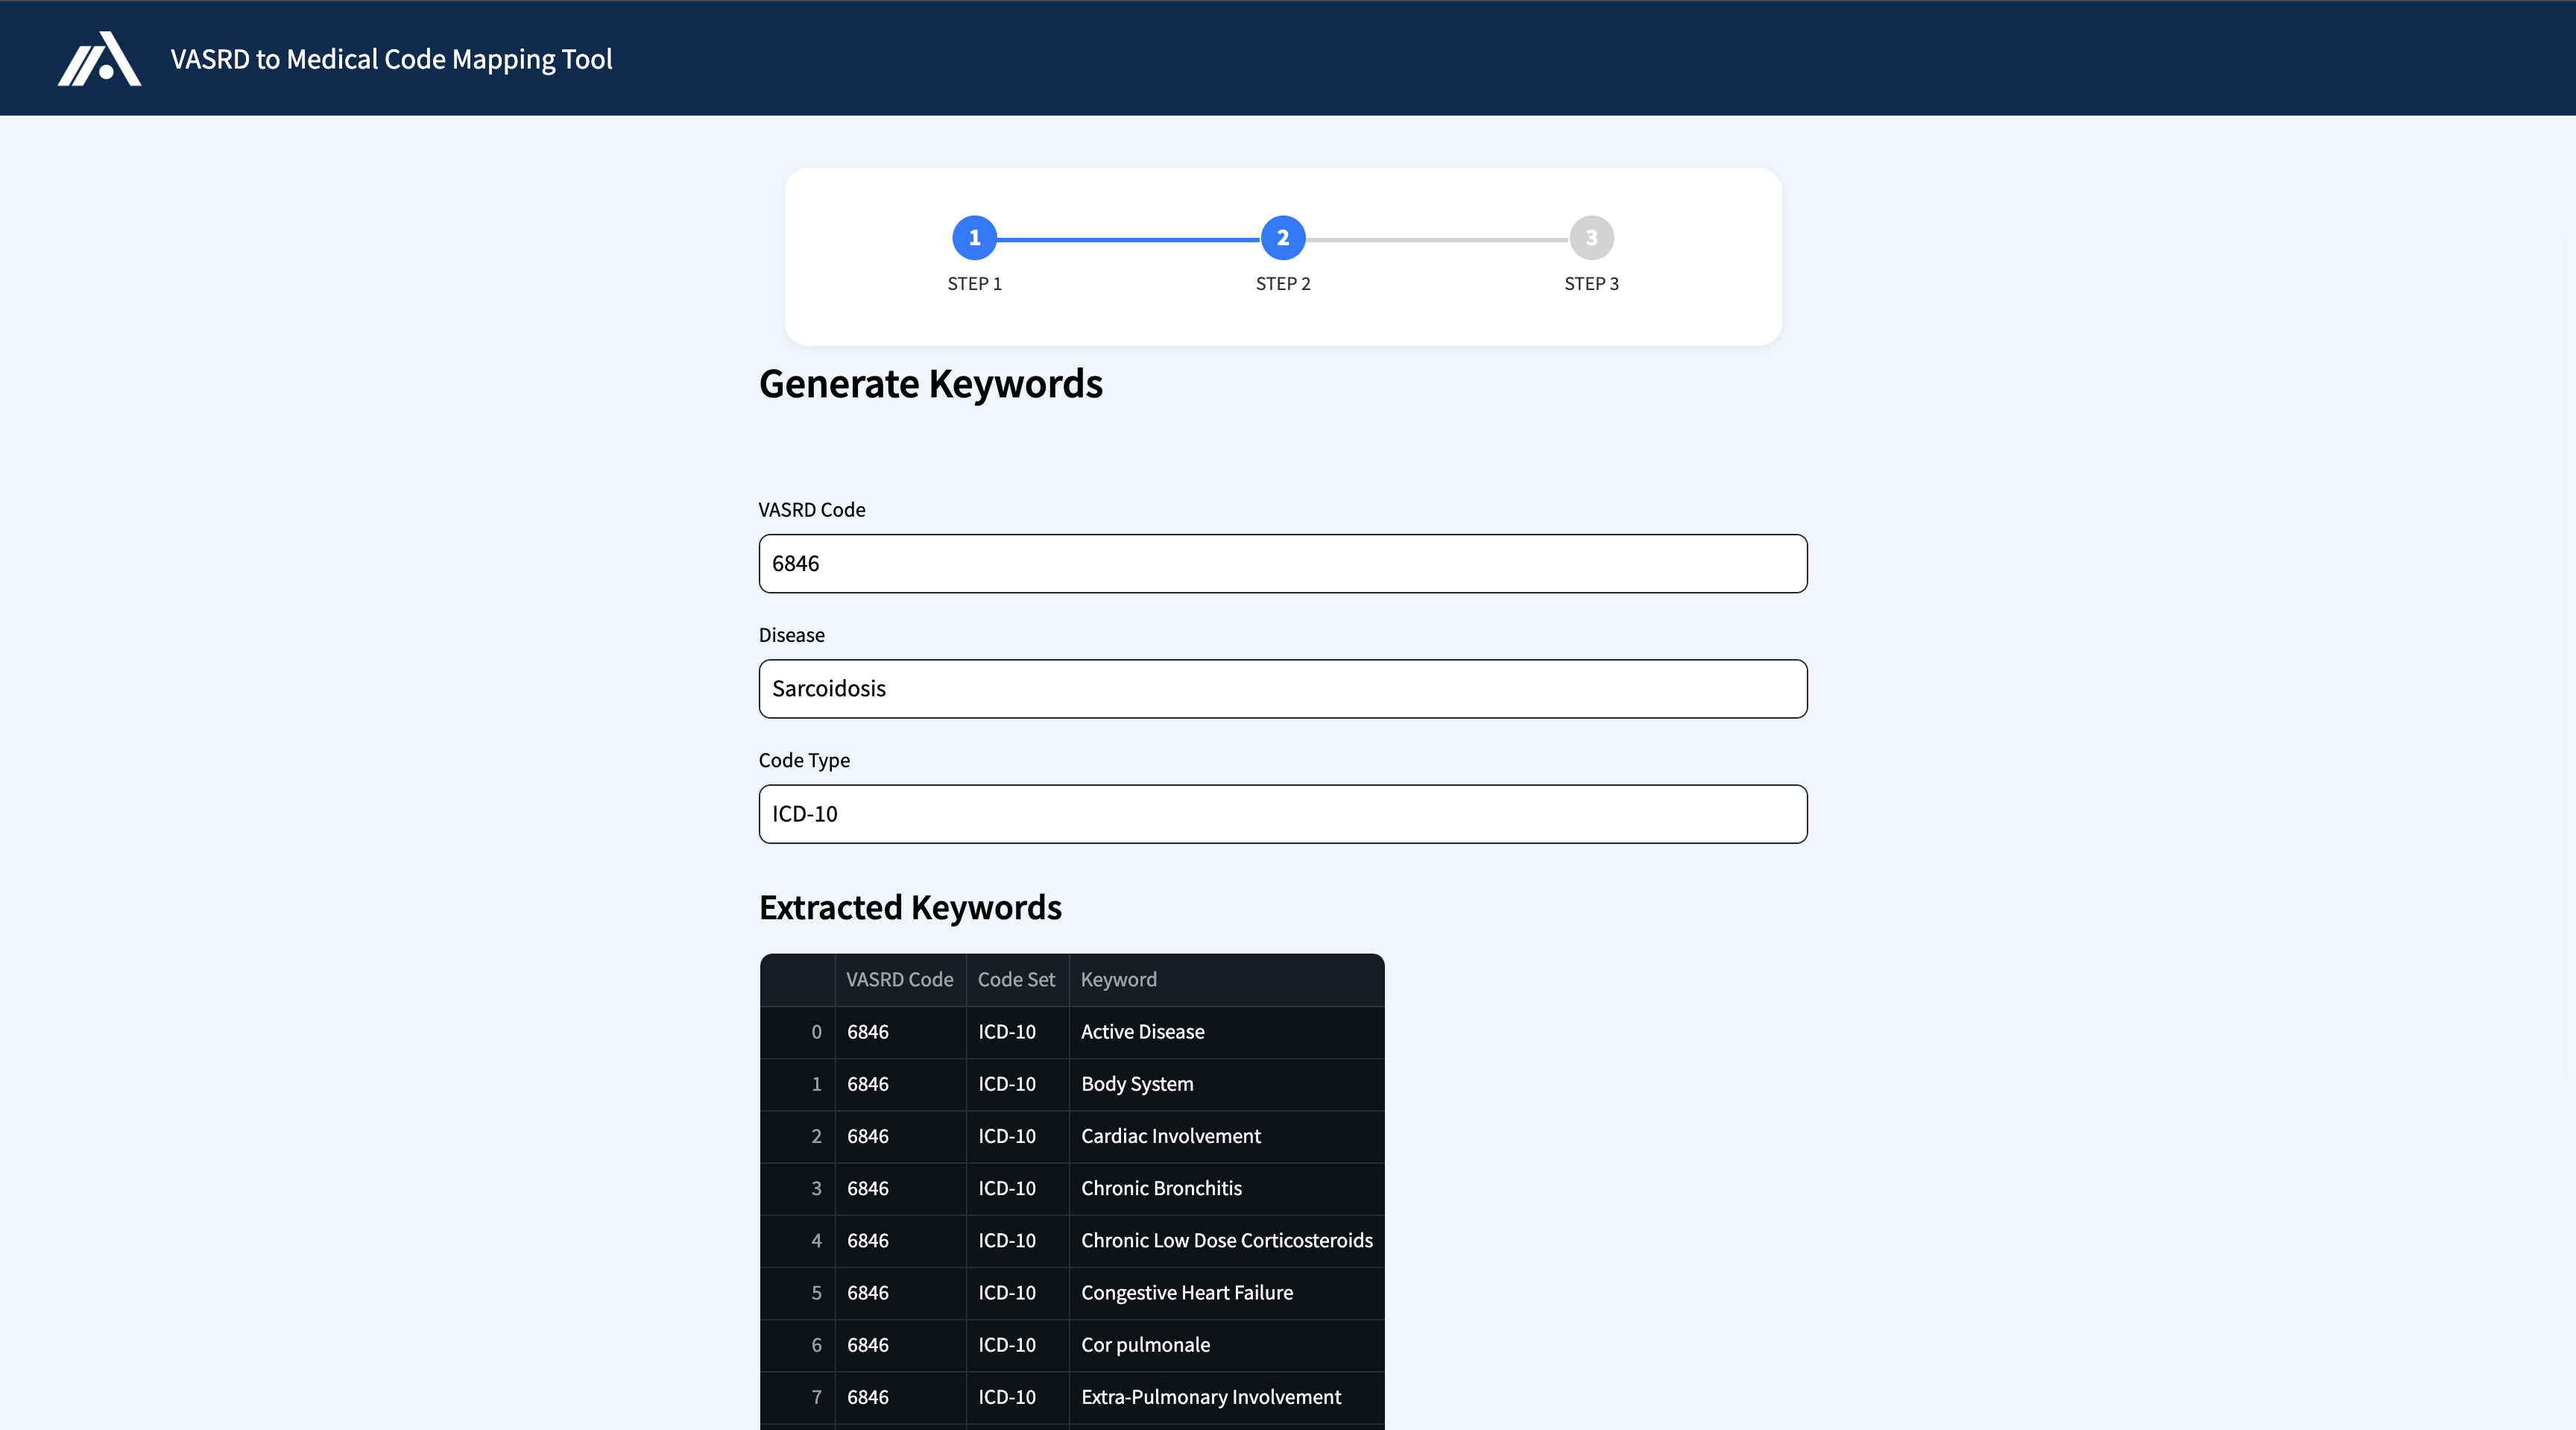 VASRD to Medical Code Mapping Tool
1 2 3
STEP 1 STEP 2 STEP 3
Generate Keywords
VASRD Code
6846
Disease
Sarcoidosis
Code Type
ICD-10
Extracted Keywords
VASRD Code Code Set Keyword
0 6846 ICD-10 Active Disease
1 6846 ICD-10 Body System
2 6846 ICD-10 Cardiac Involvement
3 6846 ICD-10 Chronic Bronchitis
4 6846 ICD-10 Chronic Low Dose Corticosteroids
5 6846 ICD-10 Congestive Heart Failure
6 6846 ICD-10 Cor pulmonale
7 6846 ICD-10 Extra-Pulmonary Involvement